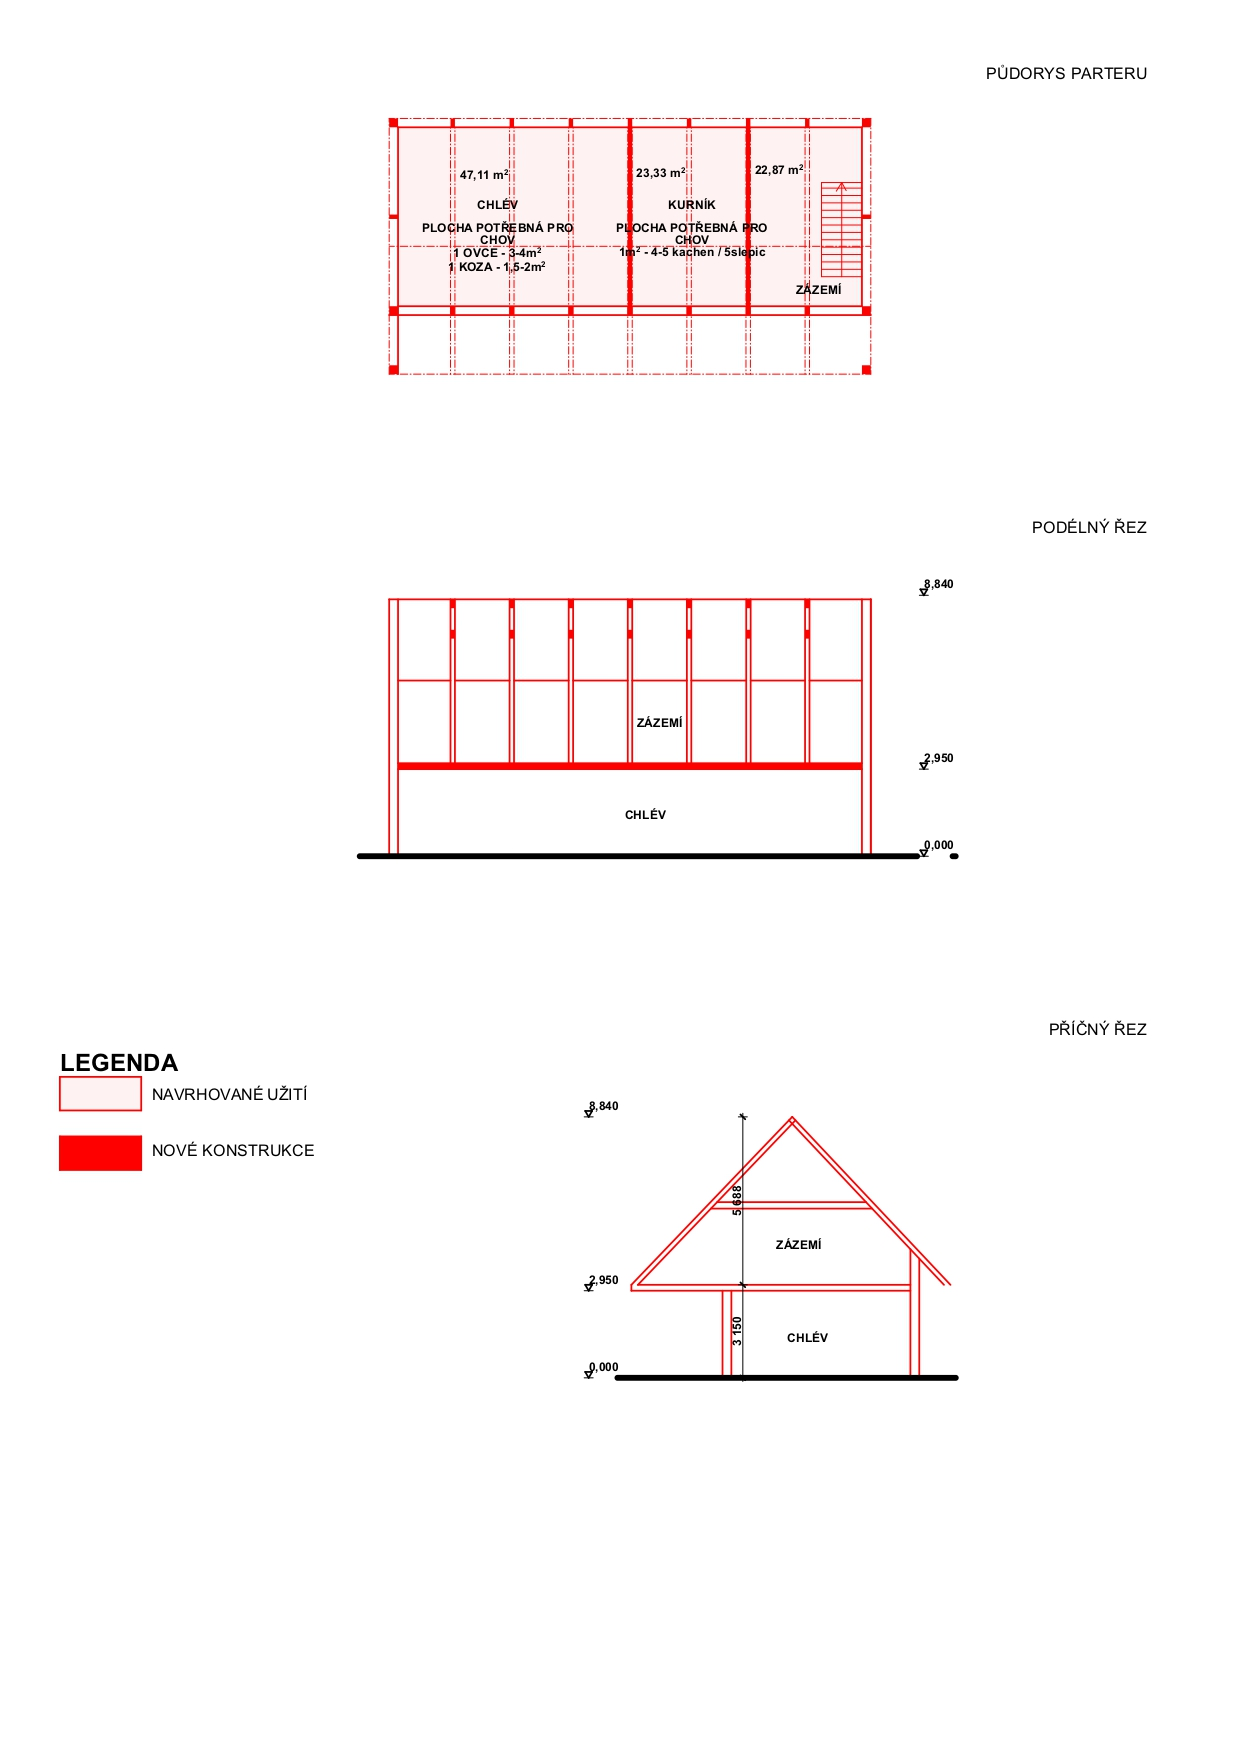 PŮDORYS PARTERU
47,11 m²
23,33 m²
22,87 m²
CHLÉV
KURNÍK
PLOCHA POTŘEBNÁ PRO
CHOV
1 OVCE - 3-4m²
1 KOZA - 1,5-2m²
PLOCHA POTŘEBNÁ PRO
CHOV
1m² - 4-5 kachen / 5slepic
ZÁZEMÍ
PODÉLNÝ ŘEZ
8,840
ZÁZEMÍ
2,950
CHLÉV
0,000
PŘÍČNÝ ŘEZ
LEGENDA
NAVRHOVANÉ UŽITÍ
NOVÉ KONSTRUKCE
8,840
5 688
ZÁZEMÍ
2,950
3 150
CHLÉV
0,000